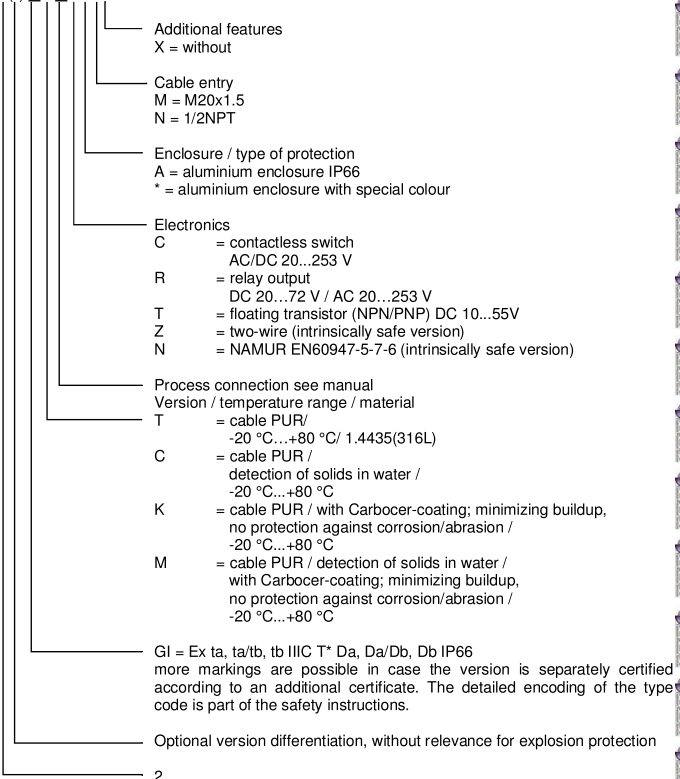 Additional features
X = without
Cable entry
M = M20x1.5
N = 1/2NPT
Enclosure / type of protection
A = aluminium enclosure IP66
* = aluminium enclosure with special colour
Electronics
C = contactless switch
AC/DC 20...253 V
R = relay output
DC 20…72 V / AC 20…253 V
T = floating transistor (NPN/PNP) DC 10...55V
Z = two-wire (intrinsically safe version)
N = NAMUR EN60947-5-7-6 (intrinsically safe version)
Process connection see manual
Version / temperature range / material
T = cable PUR/
-20 °C…+80 °C/ 1.4435(316L)
C = cable PUR /
detection of solids in water /
-20 °C...+80 °C
K = cable PUR / with Carbocer-coating; minimizing buildup,
no protection against corrosion/abrasion /
-20 °C...+80 °C
M = cable PUR / detection of solids in water /
with Carbocer-coating; minimizing buildup,
no protection against corrosion/abrasion /
-20 °C...+80 °C
GI = Ex ta, ta/tb, tb IIIC T* Da, Da/Db, Db IP66
more markings are possible in case the version is separately certified
according to an additional certificate. The detailed encoding of the type
code is part of the safety instructions.
Optional version differentiation, without relevance for explosion protection
2